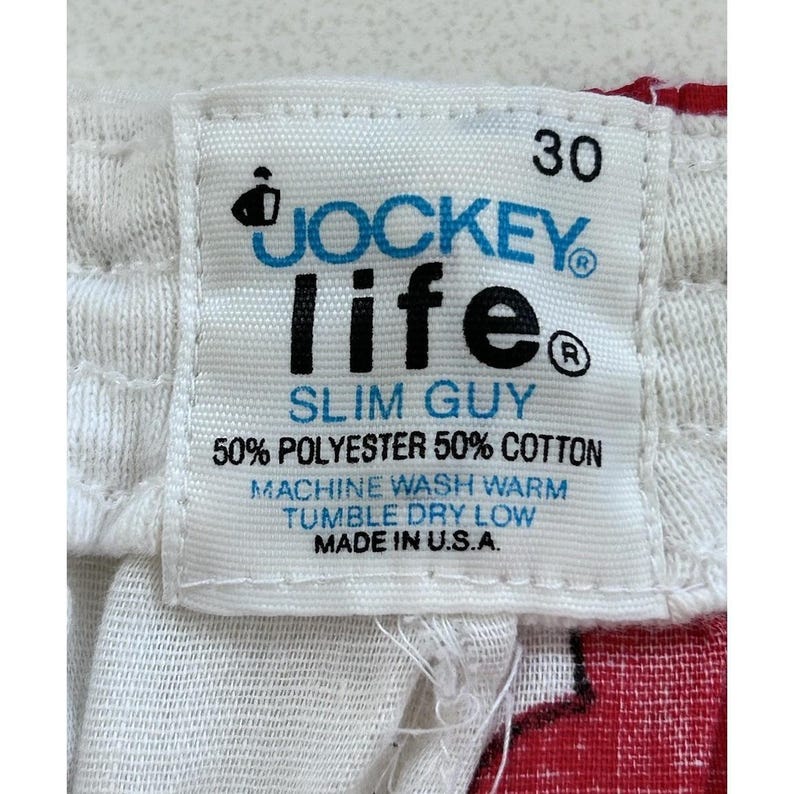 30
JOCKEY®
life®
SLIM GUY
50% POLYESTER 50% COTTON
MACHINE WASH WARM
TUMBLE DRY LOW
MADE IN U.S.A.